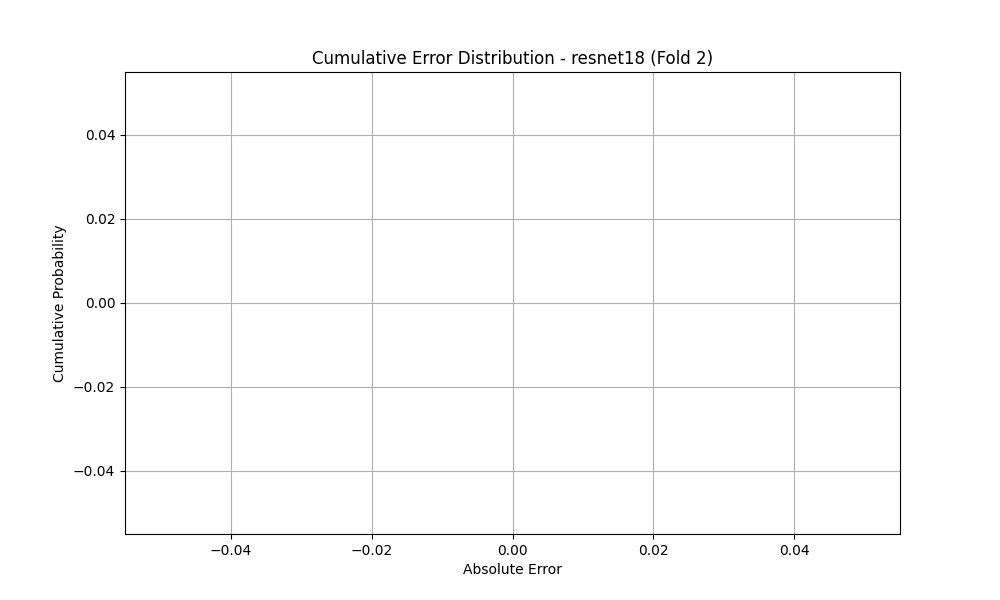 Cumulative Error Distribution - resnet18 (Fold 2)
Cumulative Probability
0.04
0.02
0.00
−0.02
−0.04
−0.04 −0.02 0.00 0.02 0.04
Absolute Error